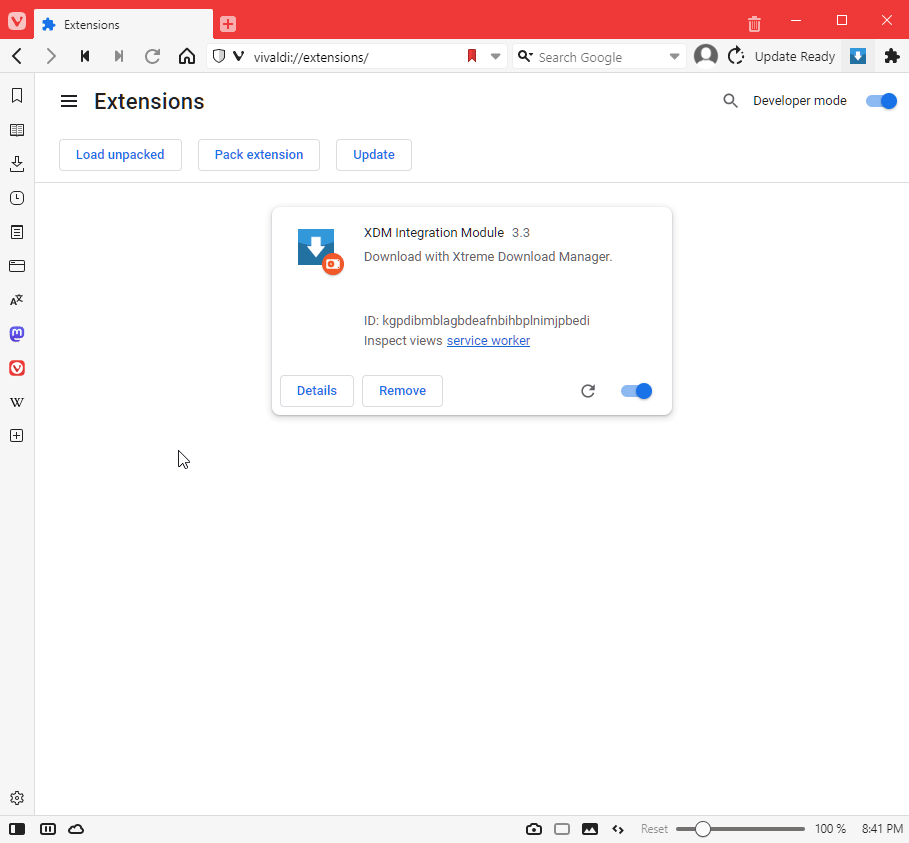 Extensions
vivaldi://extensions/
Search Google
Update Ready
Extensions
Developer mode
Load unpacked
Pack extension
Update
XDM Integration Module 3.3
Download with Xtreme Download Manager.
ID: kgpdibmblagbdeafnbihbplnimjpbedi
Inspect views service worker
Details
Remove
Reset
100 %
8:41 PM